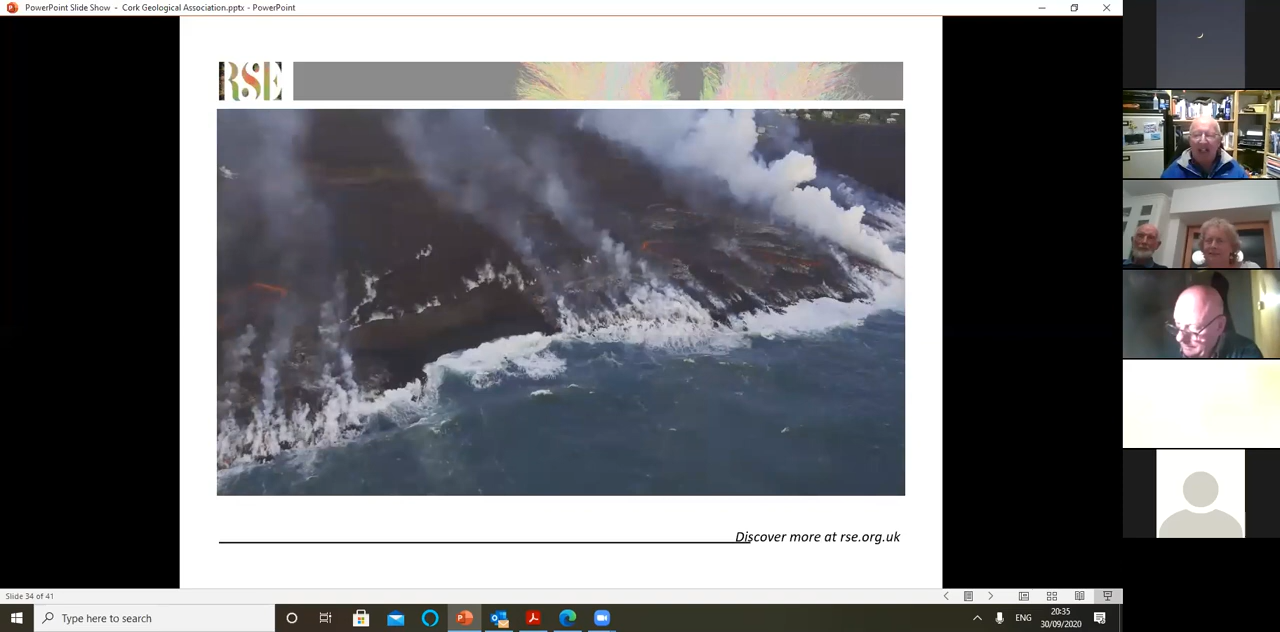 PowerPoint Slide Show - Cork Geological Association.pptx - PowerPoint
RSE
Discover more at rse.org.uk
Slide 34 of 41
Type here to search
ENG
20:35
30/09/2020